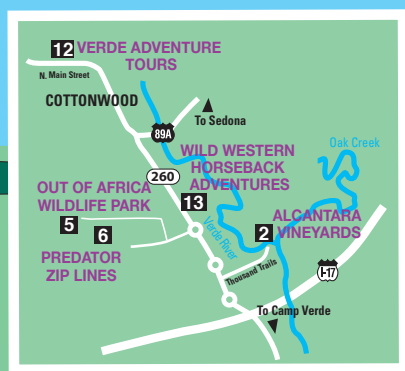 12 VERDE ADVENTURE
TOURS
N. Main Street
COTTONWOOD
To Sedona
89A
Oak Creek
WILD WESTERN
HORSEBACK
ADVENTURES
260
OUT OF AFRICA
WILDLIFE PARK
13
5
6
Verde River
2
ALCANTARA
VINEYARDS
PREDATOR
ZIP LINES
Thousand Trails
I-17
To Camp Verde